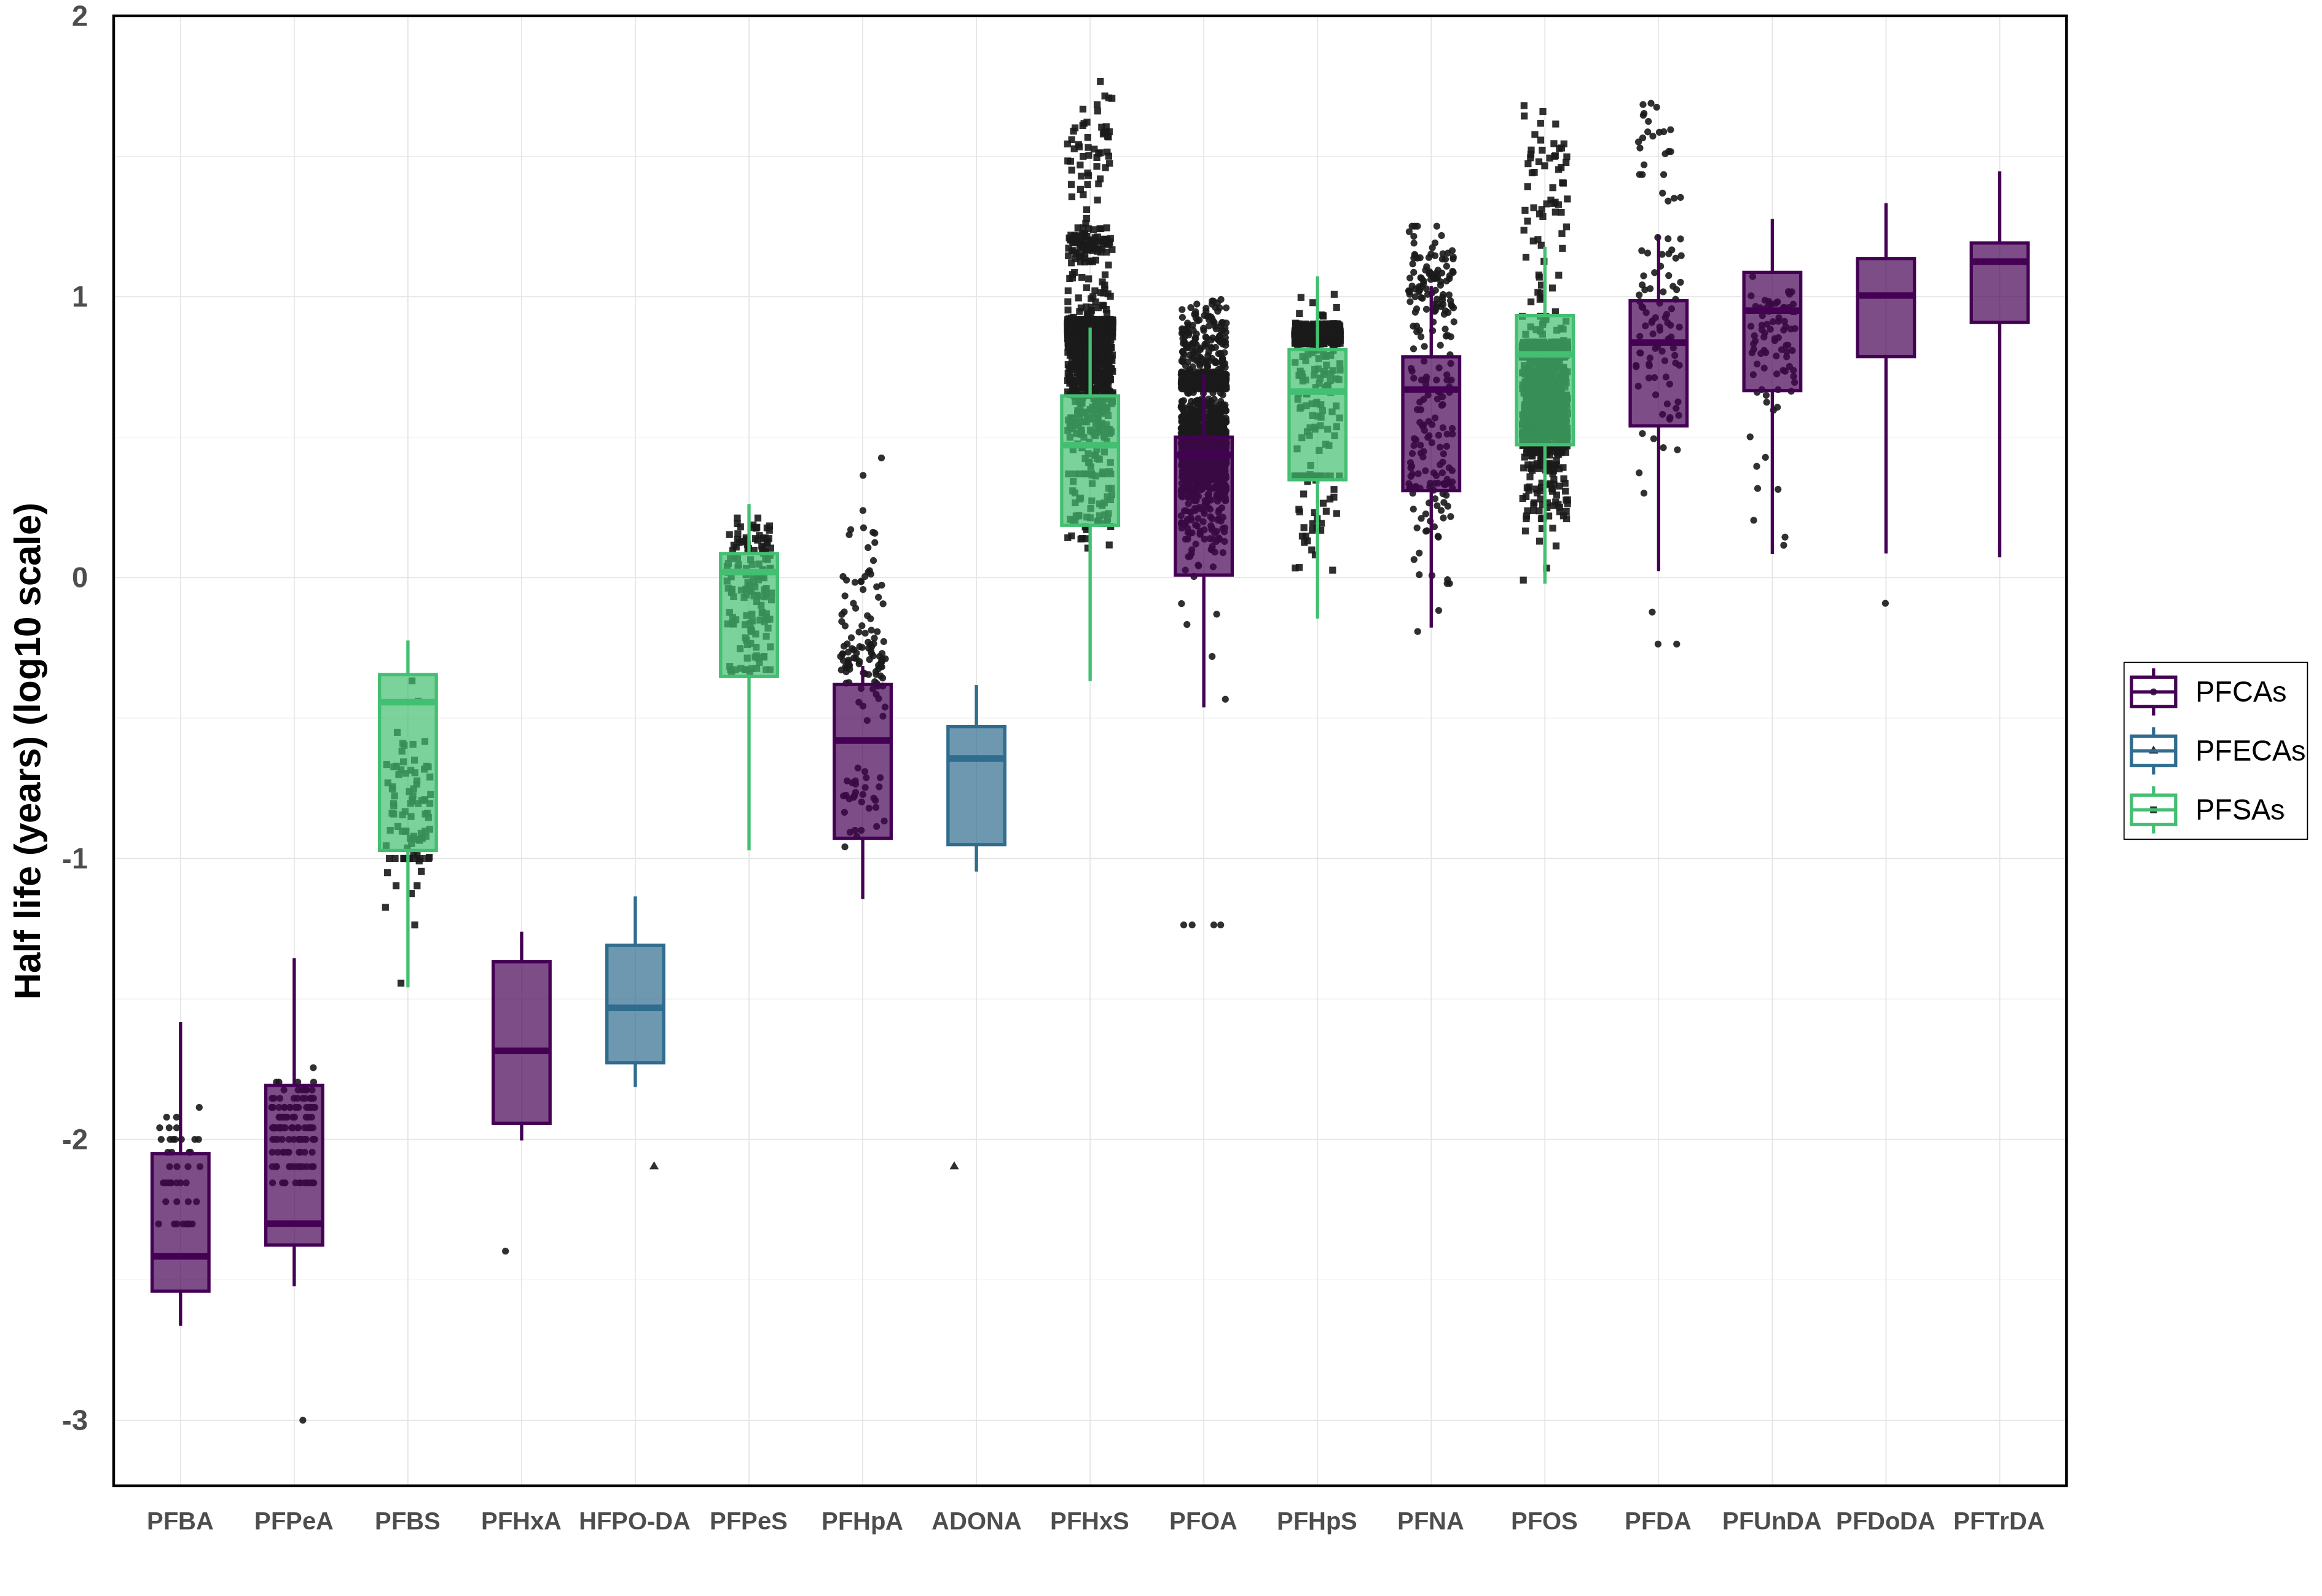 2
1
0
-1
-2
-3
Half life (years) (log10 scale)
PFBA PFPeA PFBS PFHxA HFPO-DA PFPeS PFHpA ADONA PFHxS PFOA PFHpS PFNA PFOS PFDA PFUnDA PFDoDA PFTrDA
PFCAs
PFECAs
PFSAs